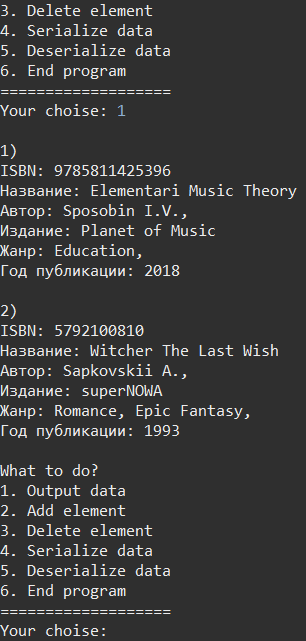 3. Delete element
4. Serialize data
5. Deserialize data
6. End program
===================
Your choise: 1
1)
ISBN: 9785811425396
Название: Elementari Music Theory
Автор: Sposobin I.V.,
Издание: Planet of Music
Жанр: Education,
Год публикации: 2018
2)
ISBN: 5792100810
Название: Witcher The Last Wish
Автор: Sapkovskii A.,
Издание: superNOWA
Жанр: Romance, Epic Fantasy,
Год публикации: 1993
What to do?
1. Output data
2. Add element
3. Delete element
4. Serialize data
5. Deserialize data
6. End program
===================
Your choise: